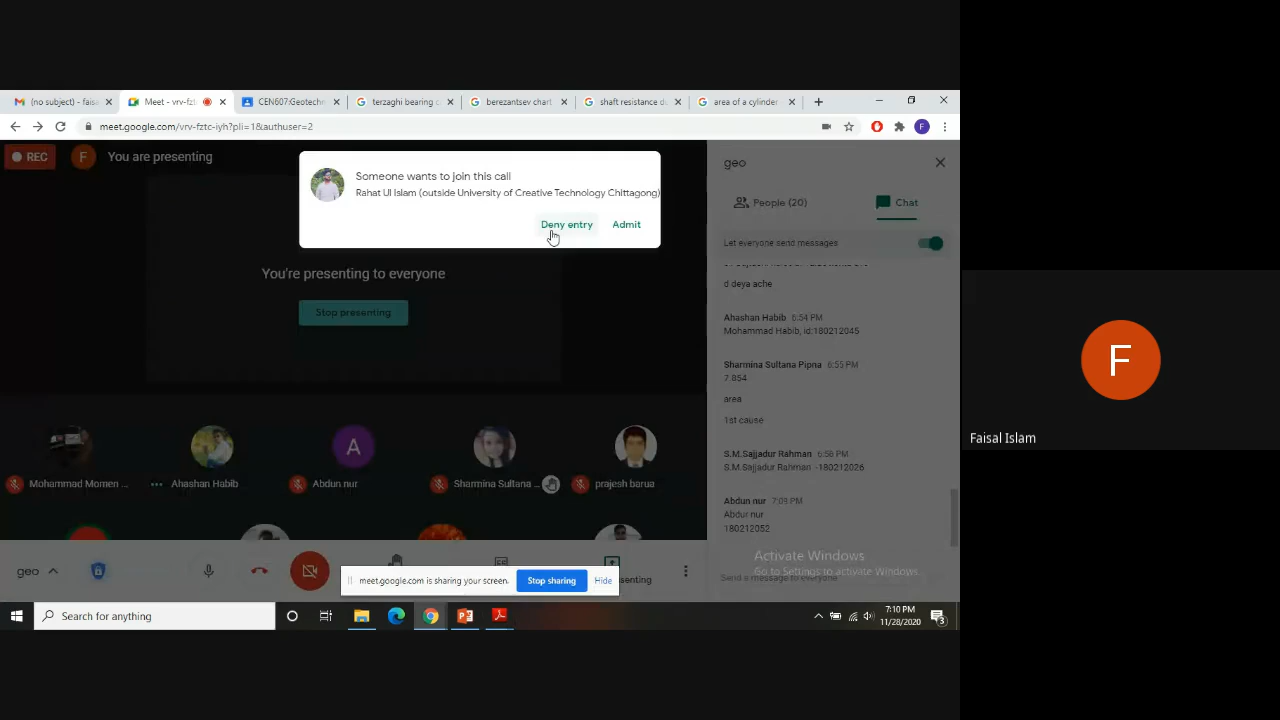 (no subject) - faisa
Meet - vrv-fzt
CEN607:Geotechn
terzaghi bearing c
berezantsev chart
shaft resistance du
area of a cylinder
meet.google.com/vrv-fztc-iyh?pli=1&authuser=2
F
REC
F
You are presenting
Someone wants to join this call
Rahat Ul Islam (outside University of Creative Technology Chittagong)
Deny entry
Admit
You're presenting to everyone
Stop presenting
geo
People (20)
Chat
Let everyone send messages
d deya ache
Ahashan Habib 6:54 PM
Mohammad Habib, id:180212045
Sharmina Sultana Pipna 6:55 PM
7.854
area
1st cause
S.M.Sajjadur Rahman 6:56 PM
S.M.Sajjadur Rahman -180212026
Abdun nur 7:09 PM
Abdur nur
180212052
Activate Windows
Go to Settings to activate Windows.
Send a message to everyone
A
Mohammad Momen ...
Ahashan Habib
Abdun nur
Sharmina Sultana ...
prajesh barua
geo
meet.google.com is sharing your screen.
Stop sharing
Hide
enting
Search for anything
7:10 PM
11/28/2020
3
F
Faisal Islam